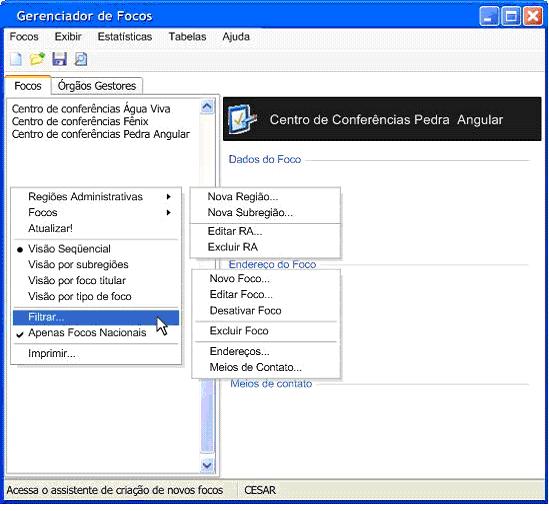 Gerenciador de Focos
Focos Exibir Estatísticas Tabelas Ajuda
Focos Órgãos Gestores
Centro de conferências Água Viva
Centro de conferências Fênix
Centro de conferências Pedra Angular
Centro de Conferências Pedra Angular
Dados do Foco
Regiões Administrativas
Focos
Atualizar!
Visão Seqüencial
Visão por subregiões
Visão por foco titular
Visão por tipo de foco
Filtrar...
Apenas Focos Nacionais
Imprimir...
Nova Região...
Nova Subregião...
Editar RA...
Excluir RA
Endereço do Foco
Novo Foco...
Editar Foco...
Desativar Foco
Excluir Foco
Endereços...
Meios de Contato...
Meios de contato
Acessa o assistente de criação de novos focos CESAR